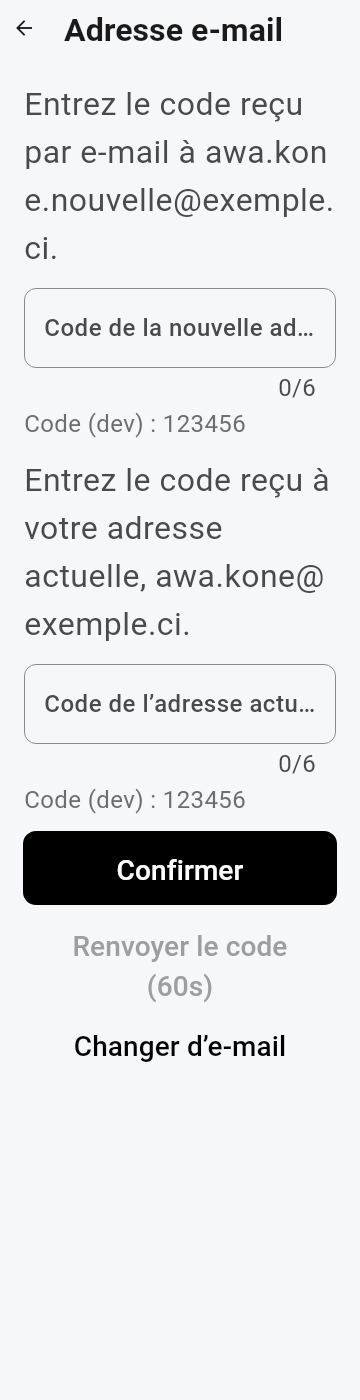 Adresse e-mail
Entrez le code reçu
par e-mail à awa.kon
e.nouvelle@exemple.
ci.
Code de la nouvelle ad…
0/6
Code (dev) : 123456
Entrez le code reçu à
votre adresse
actuelle, awa.kone@
exemple.ci.
Code de l’adresse actu…
0/6
Code (dev) : 123456
Confirmer
Renvoyer le code
(60s)
Changer d’e-mail